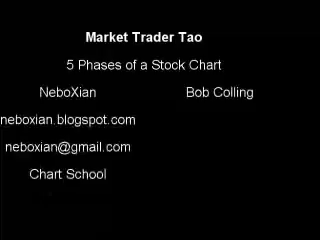 Market Trader Tao
5 Phases of a Stock Chart
NeboXian Bob Colling
neboxian.blogspot.com
neboxian@gmail.com
Chart School